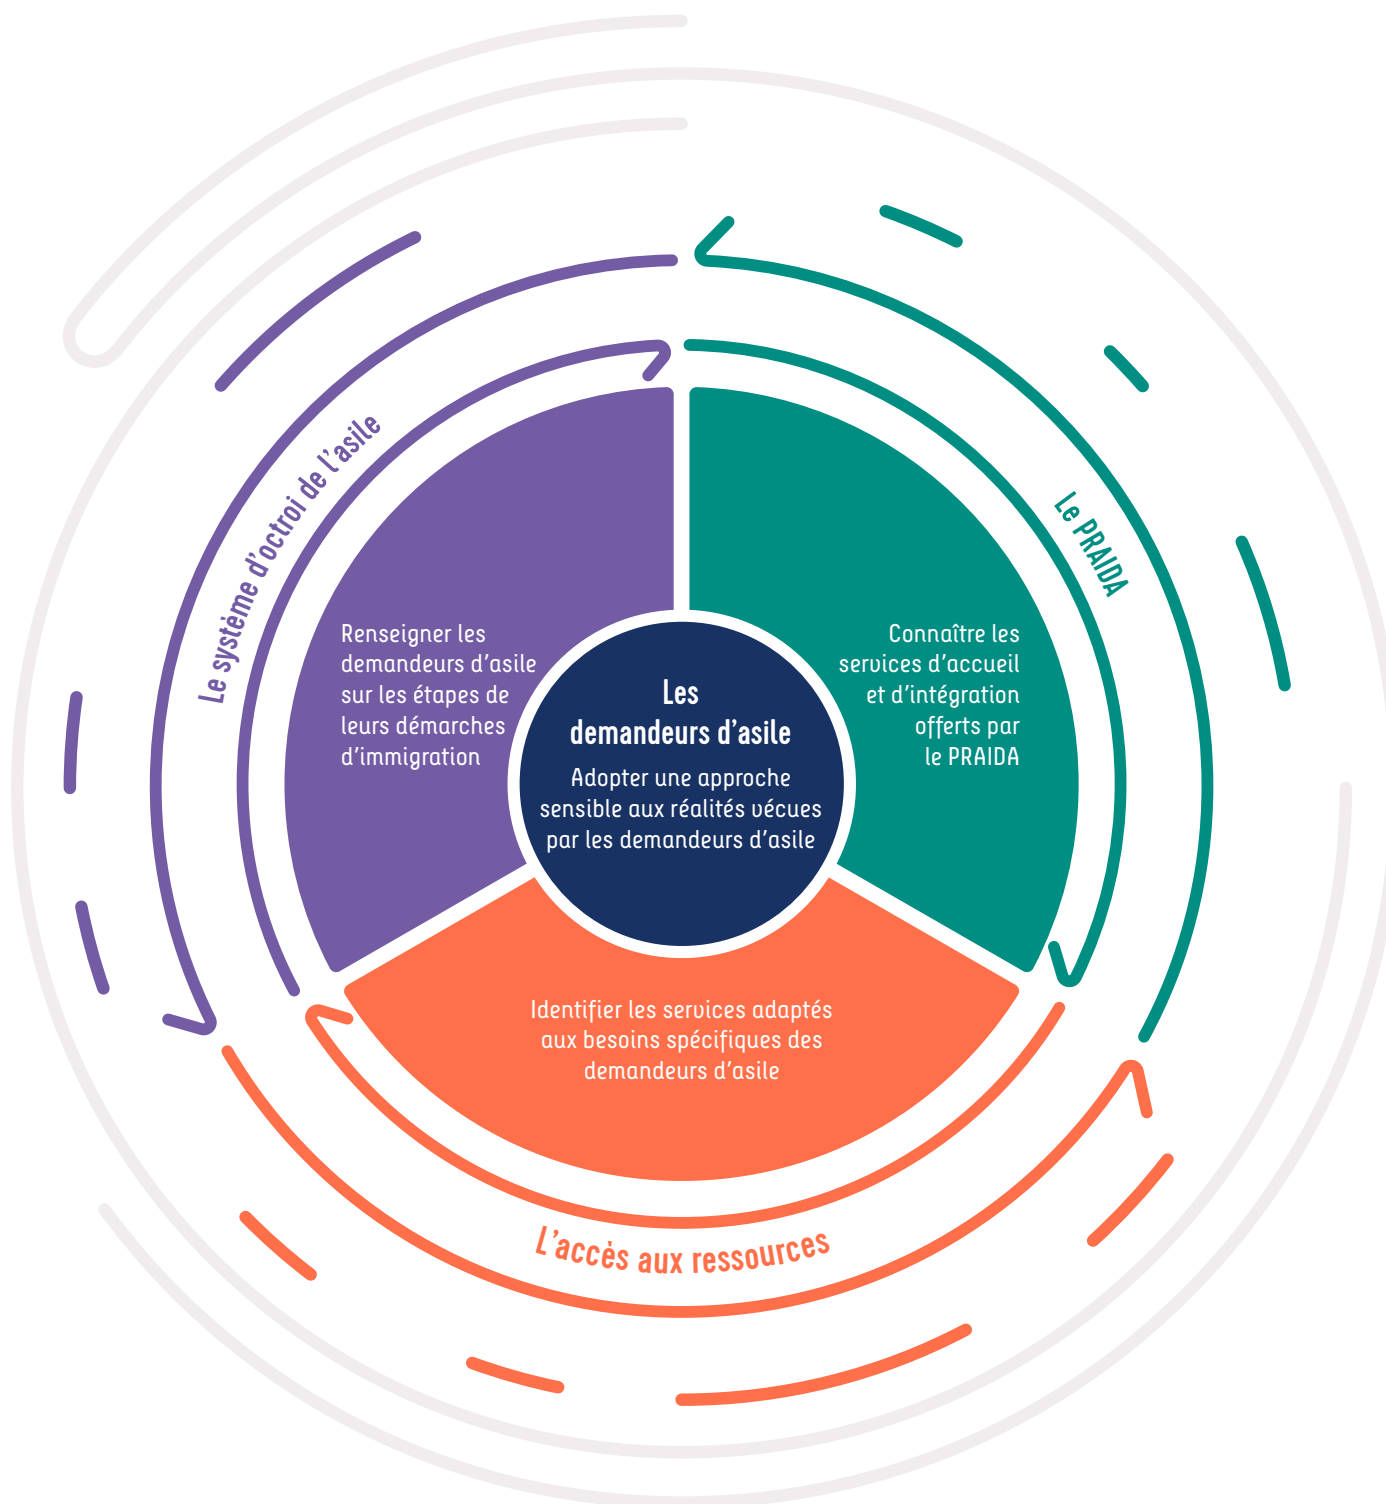 Le système d'octroi de l'asile
Le PRAIDA
Renseigner les
demandeurs d'asile
sur les étapes de
leurs démarches
d'immigration
Connaître les
services d'accueil
et d'intégration
offerts par
le PRAIDA
Les
demandeurs d'asile
Adopter une approche
sensible aux réalités vécues
par les demandeurs d'asile
Identifier les services adaptés
aux besoins spécifiques des
demandeurs d'asile
L'accès aux ressources